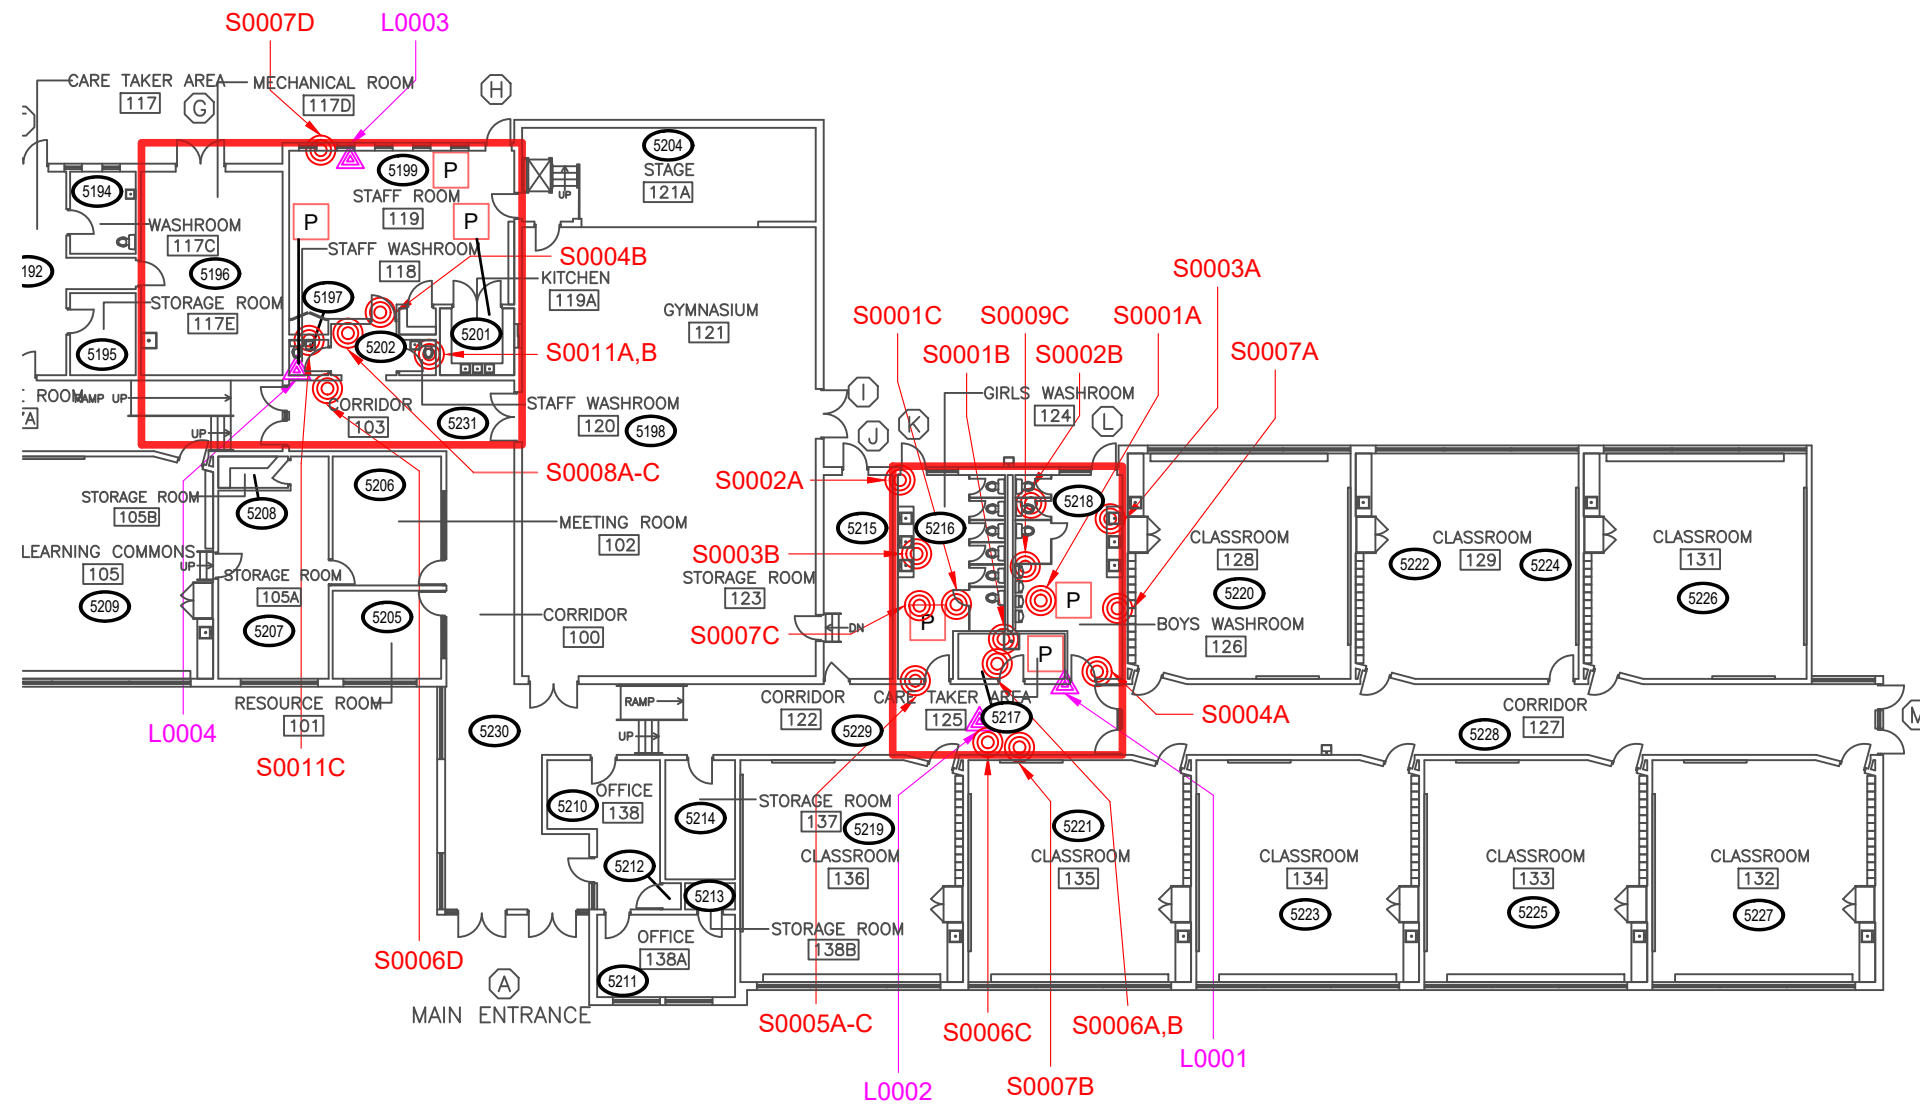 S0007D
L0003
CARE TAKER AREA
117
MECHANICAL ROOM
117D
G
H
5194
WASHROOM
117C
5196
STORAGE ROOM
117E
5195
192
5199
P
STAFF ROOM
119
P
P
STAFF WASHROOM
118
5197
5202
5201
S0004B
KITCHEN
119A
S0011A,B
5204
STAGE
121A
UP
GYMNASIUM
121
RAMP UP
E ROOM
7A
UP
CORRIDOR
103
5231
STAFF WASHROOM
120
5198
S0008A-C
I
J
K
L
S0003A
S0001C
S0009C
S0001A
S0001B
S0002B
S0007A
GIRLS WASHROOM
124
S0002A
5215
5216
5218
S0003B
STORAGE ROOM
123
S0007C
P
P
P
DN
BOYS WASHROOM
126
CLASSROOM
128
5220
5222
CLASSROOM
129
5224
CLASSROOM
131
5226
STORAGE ROOM
105B
5208
5206
MEETING ROOM
102
LEARNING COMMONS
105
UP
5209
STORAGE ROOM
105A
5207
5205
CORRIDOR
100
RESOURCE ROOM
101
L0004
S0011C
5230
RAMP
UP
CORRIDOR
122
5229
CARE TAKER AREA
125
5217
S0004A
5228
CORRIDOR
127
M
5210
OFFICE
138
5214
STORAGE ROOM
137
5219
CLASSROOM
136
5221
CLASSROOM
135
CLASSROOM
134
5223
CLASSROOM
133
5225
CLASSROOM
132
5227
5212
5213
STORAGE ROOM
138B
OFFICE
138A
5211
S0006D
A
MAIN ENTRANCE
S0005A-C
S0006C
S0006A,B
L0001
L0002
S0007B